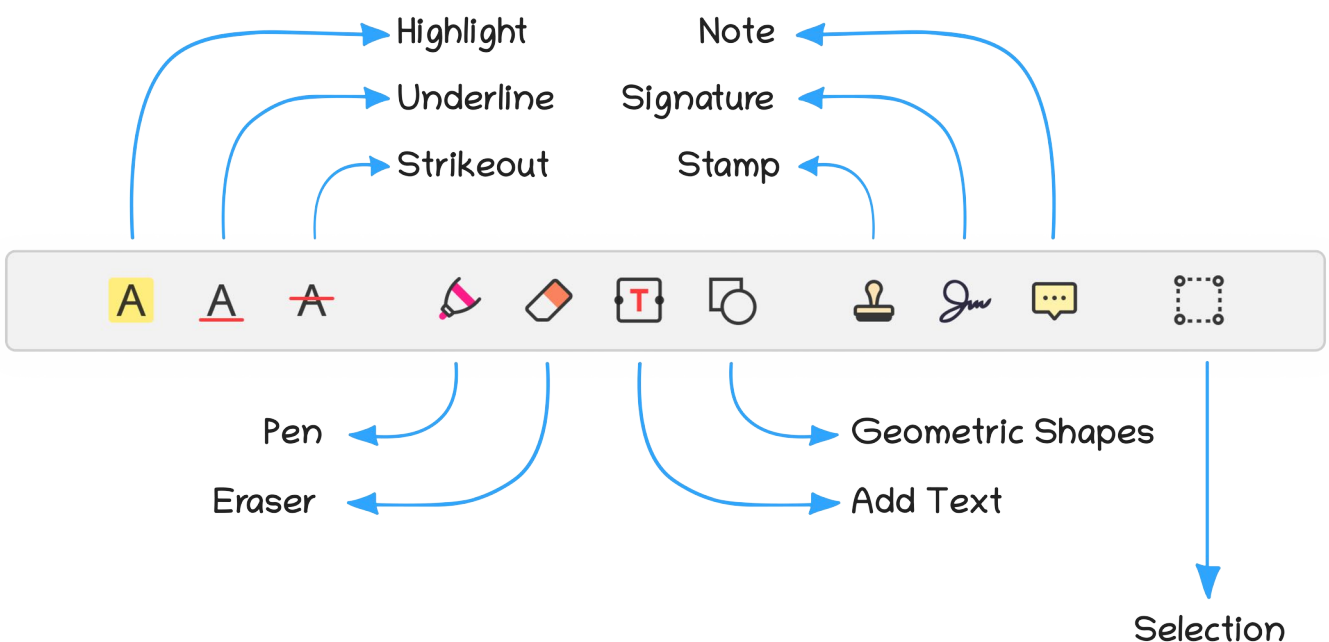 Highlight
Note
Underline
Signature
Strikeout
Stamp
A
A
A
T
Pen
Geometric Shapes
Eraser
Add Text
Selection